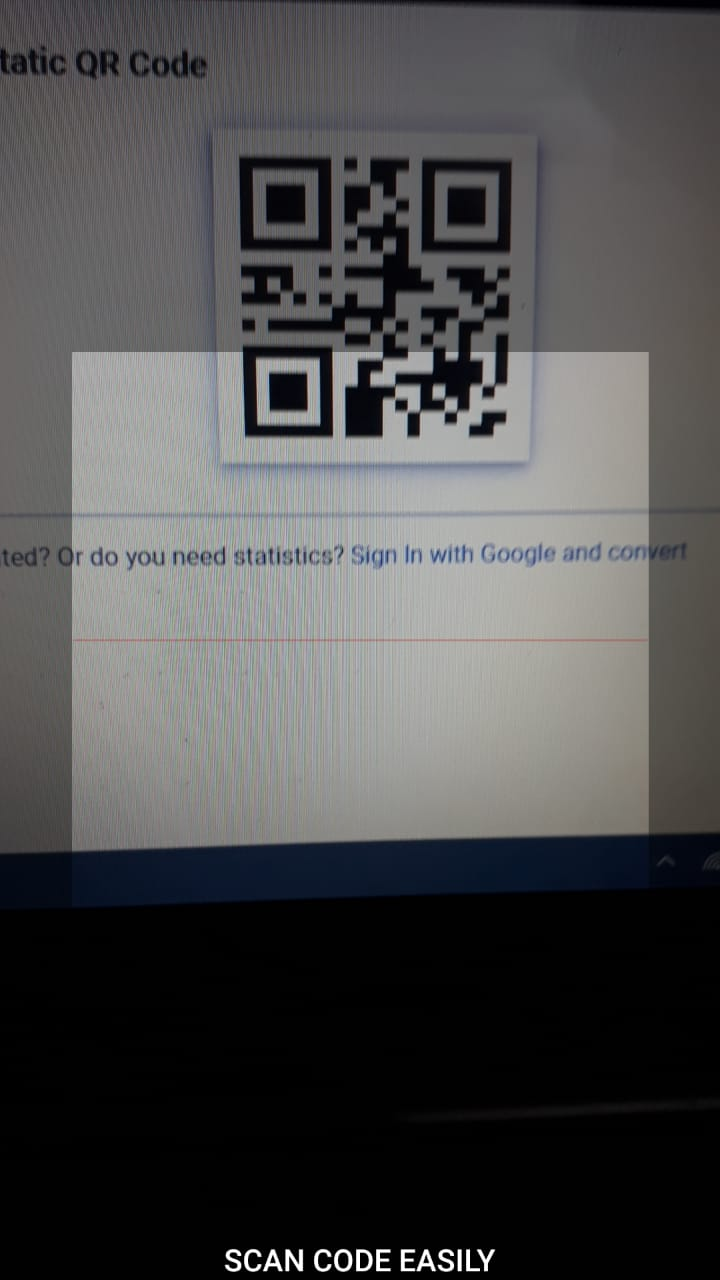 tatic QR Code
ted? Or do you need statistics? Sign In with Google and convert
SCAN CODE EASILY